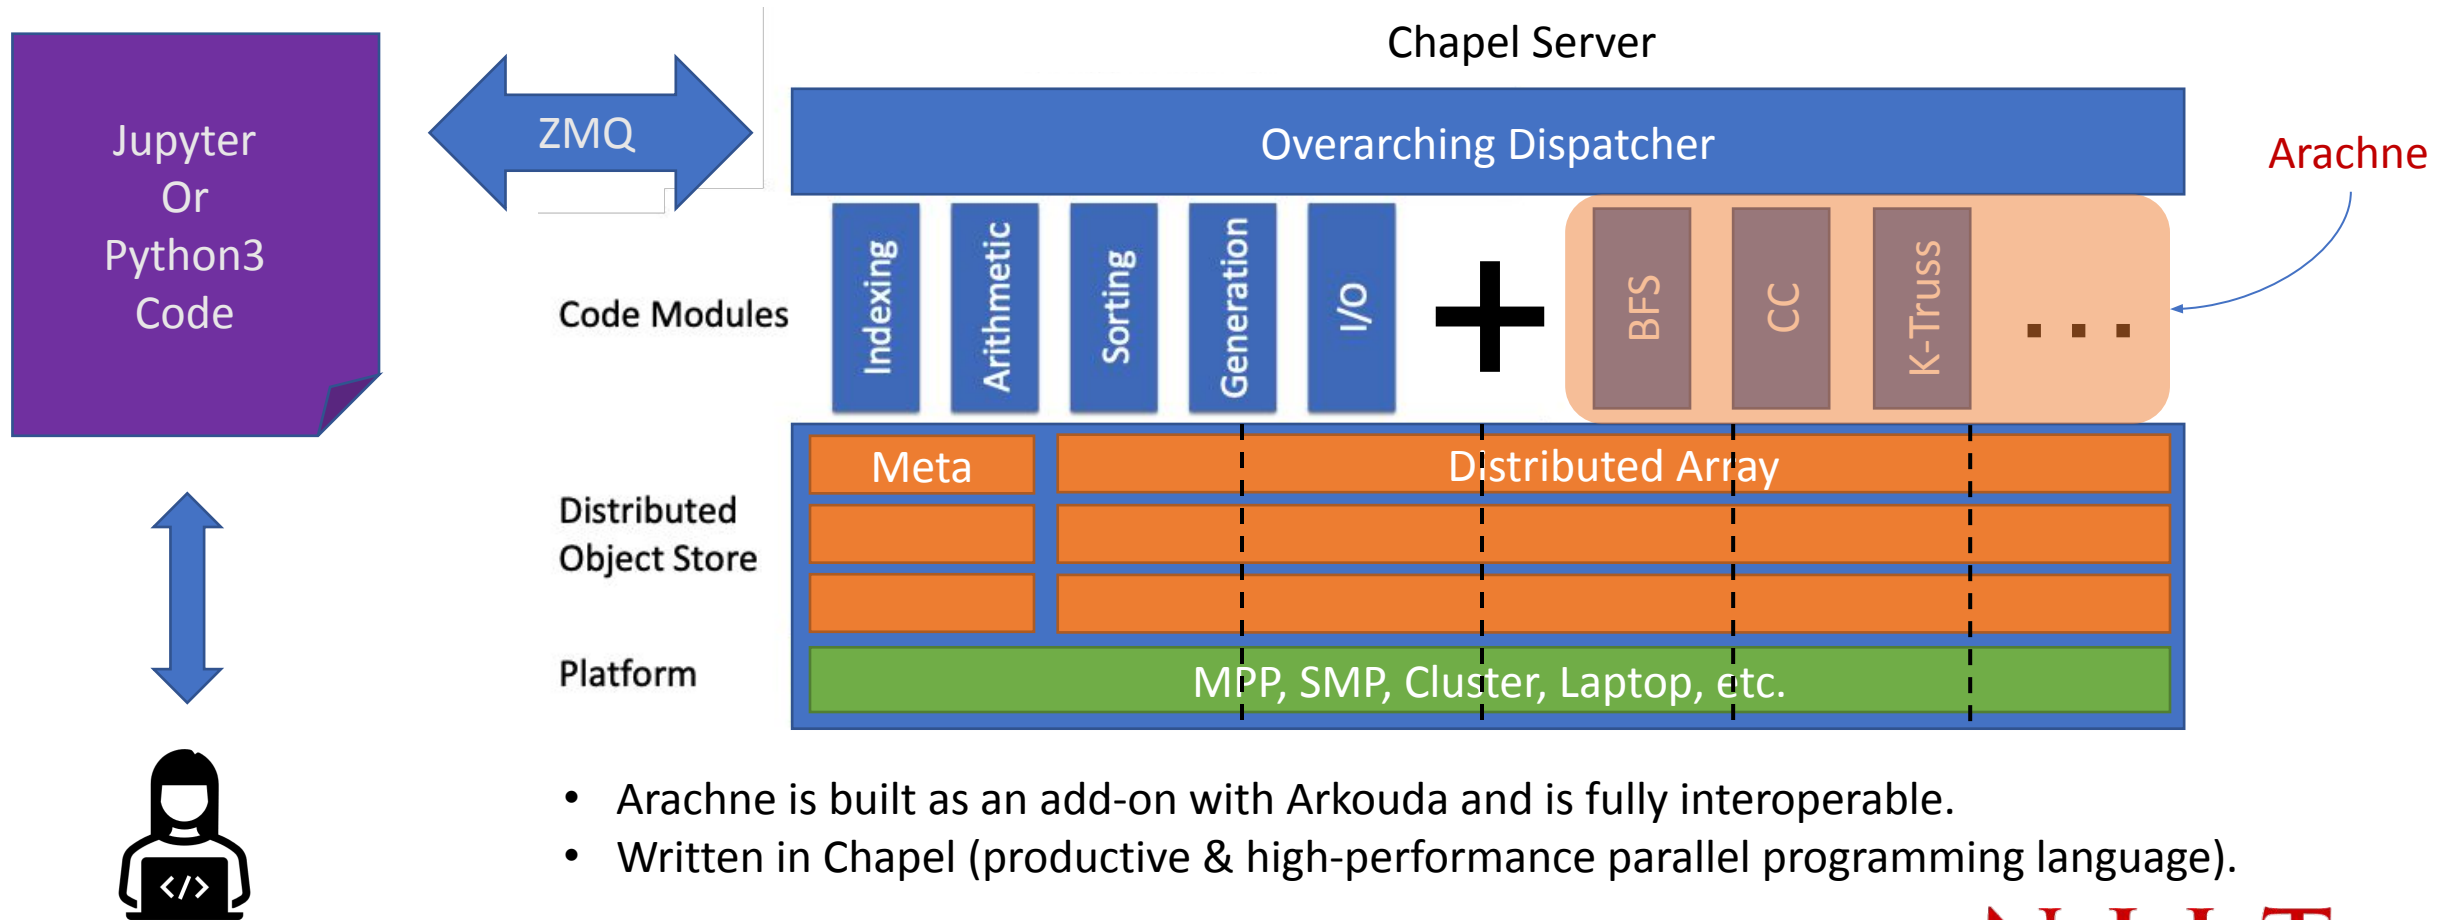 Chapel Server
Jupyter
Or
Python3
Code
ZMQ
Overarching Dispatcher
Arachne
Code Modules
Indexing
Arithmetic
Sorting
Generation
I/O
+
BFS
CC
K-Truss
...
Distributed
Object Store
Meta
Distributed Array
Platform
MPP, SMP, Cluster, Laptop, etc.
</>
• Arachne is built as an add-on with Arkouda and is fully interoperable.
• Written in Chapel (productive & high-performance parallel programming language).